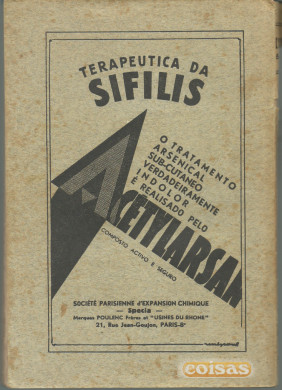 TERAPEUTICA DA
SIFILIS
O TRATAMENTO
ARSENICAL
SUB-CUTANEO
VERDADEIRAMENTE
INDOLOR
É REALISADO PELO
ACETYLARSAN
COMPOSTO ACTIVO E SEGURO
SOCIÉTÉ PARISIENNE d'EXPANSION CHIMIQUE
— Specia —
Marques POULENC Frères et "USINES DU RHONE"
21, Rue Jean-Goujon, PARIS-8e
coisas